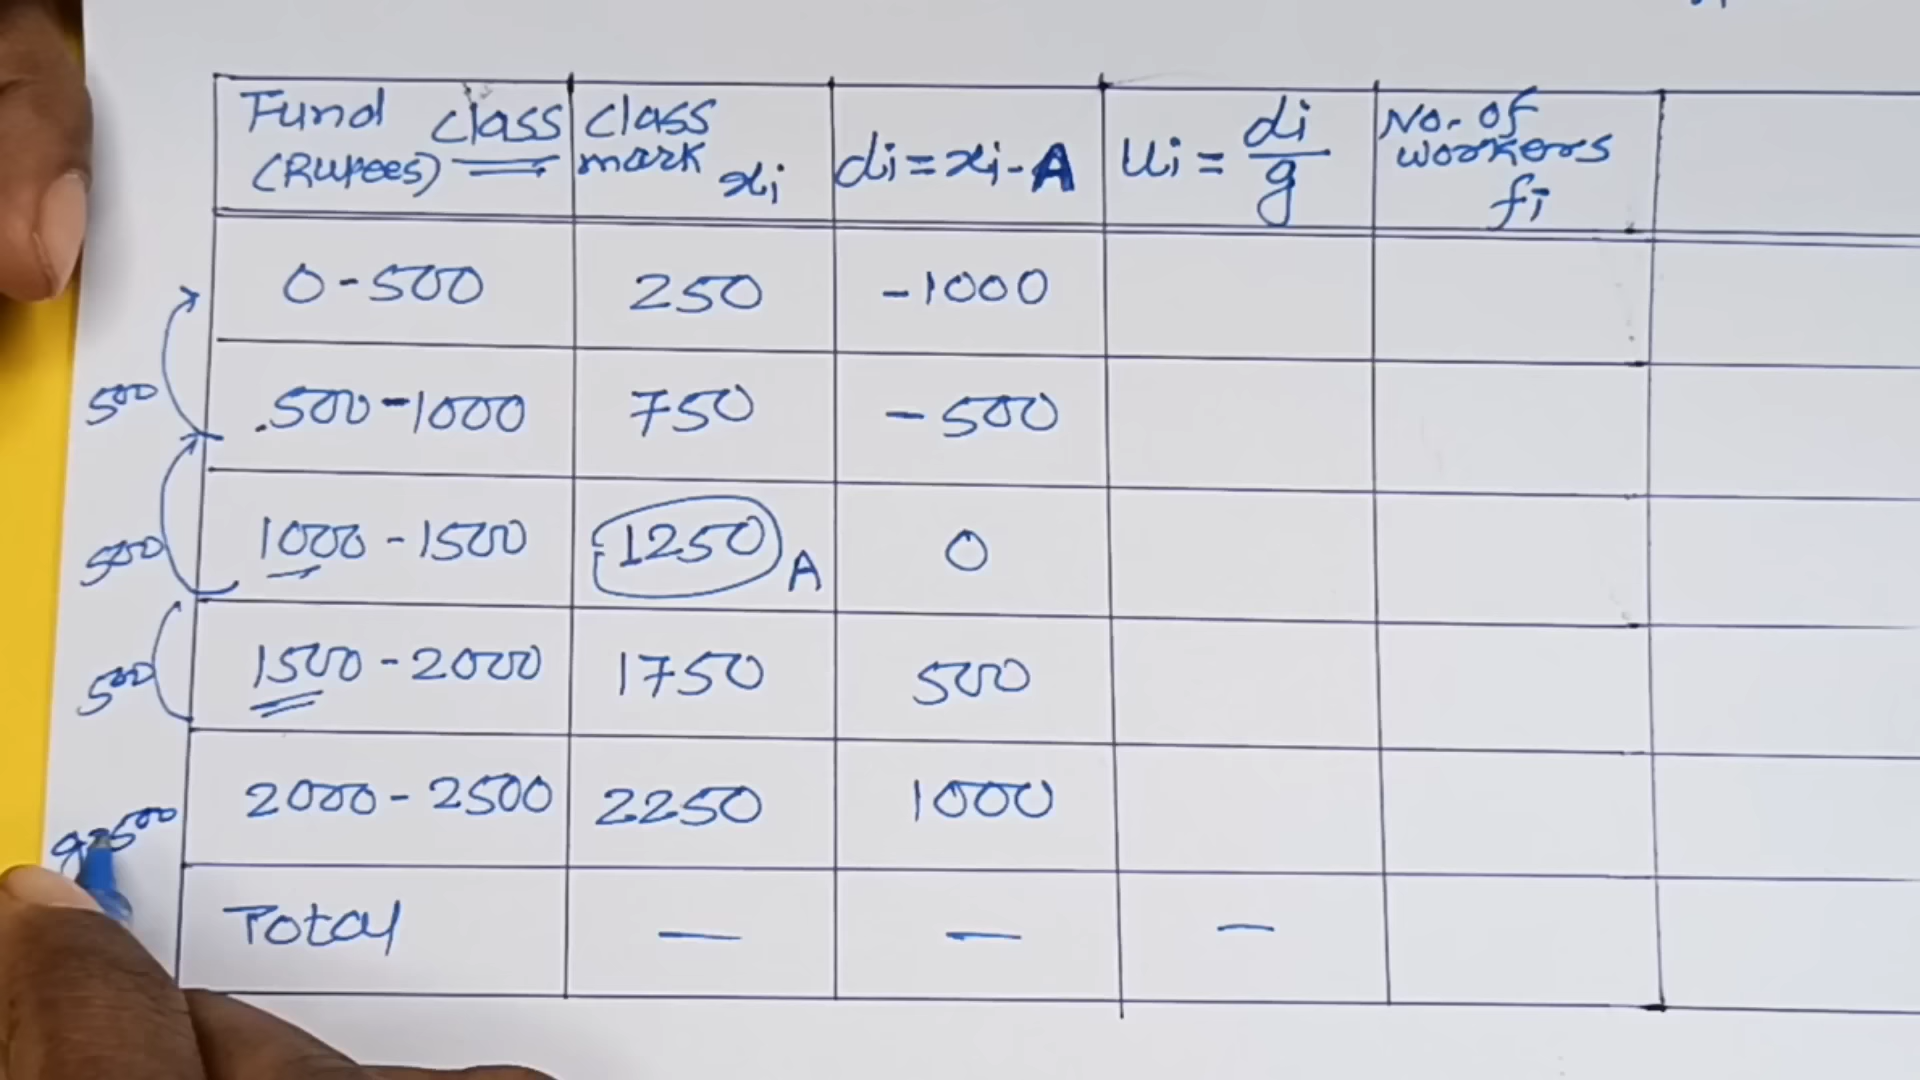 Fund class
(Rupees)
class
mark xi
di = xi - A
ui = di/g
No. of
workers
fi
0 - 500 250 -1000
500 - 1000 750 -500
1000 - 1500 1250 A 0
1500 - 2000 1750 500
2000 - 2500 2250 1000
Total — — —
500
500
500
g=500